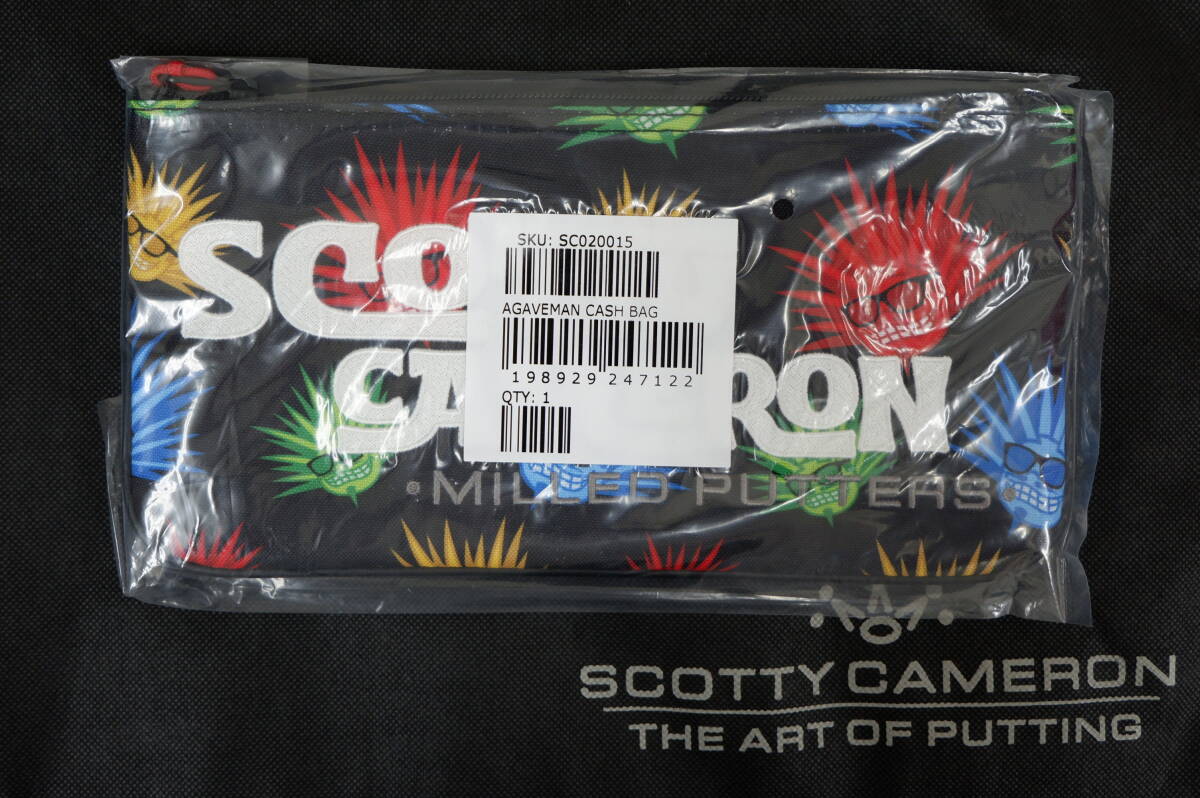 SCO
SKU: SC020015
AGAVEMAN CASH BAG
198929 247122
QTY: 1
CA RON
• MILLED PUTTERS •
SCOTTY CAMERON
THE ART OF PUTTING